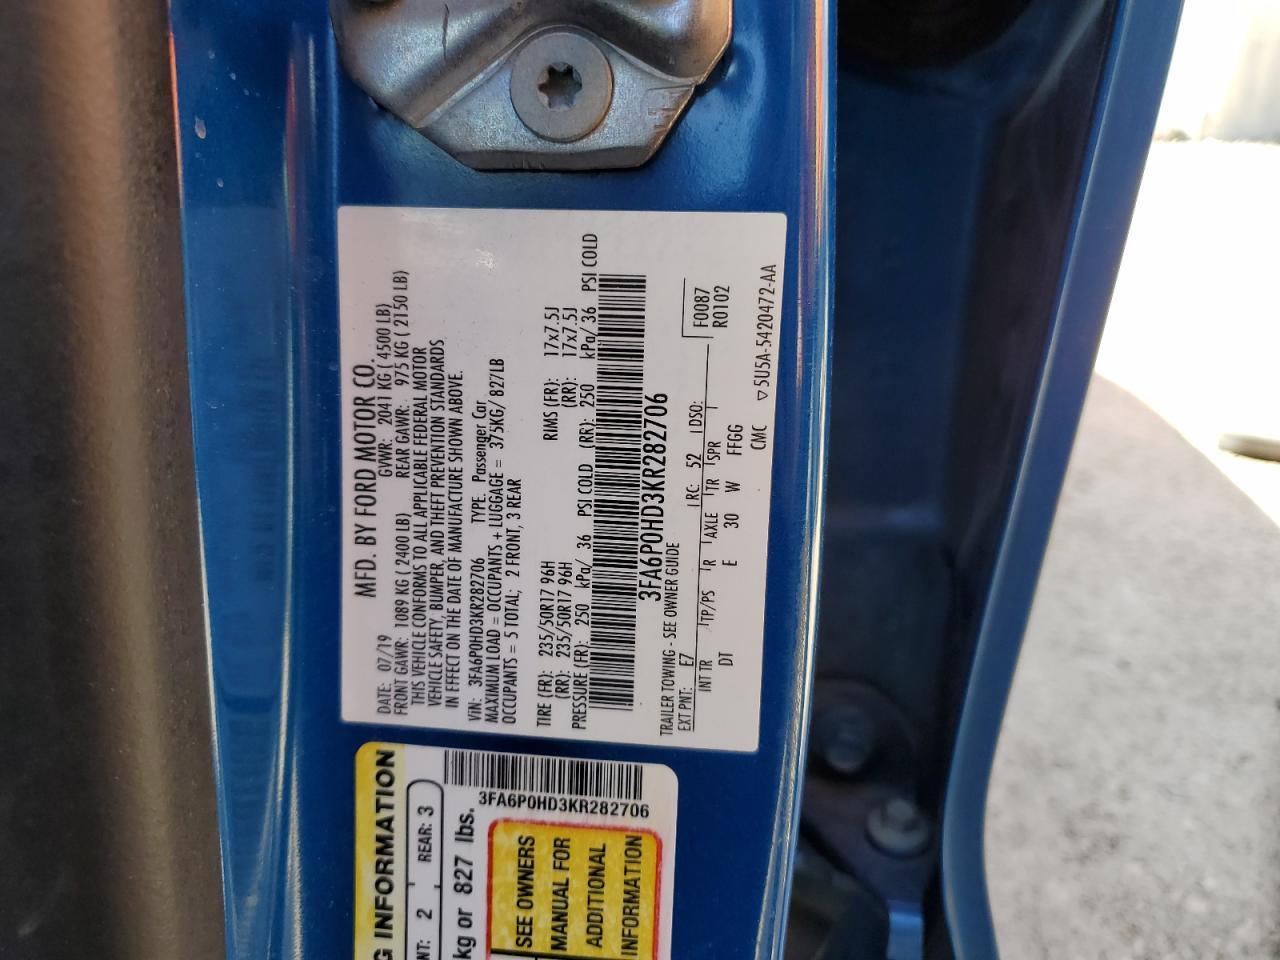 MFD. BY FORD MOTOR CO.
DATE: 07/19 GVWR: 2041 KG ( 4500 LB)
FRONT GAWR: 1089 KG ( 2400 LB) REAR GAWR: 975 KG ( 2150 LB)
THIS VEHICLE CONFORMS TO ALL APPLICABLE FEDERAL MOTOR
VEHICLE SAFETY, BUMPER, AND THEFT PREVENTION STANDARDS
IN EFFECT ON THE DATE OF MANUFACTURE SHOWN ABOVE.
VIN: 3FA6P0HD3KR282706 TYPE: Passenger Car
MAXIMUM LOAD = OCCUPANTS + LUGGAGE = 375KG/ 827LB
OCCUPANTS = 5 TOTAL; 2 FRONT, 3 REAR
TIRE (FR): 235/50R17 96H RIMS (FR): 17x7.5J
(RR): 235/50R17 96H (RR): 17x7.5J
PRESSURE (FR): 250 kPa/ 36 PSI COLD (RR): 250 kPa/ 36 PSI COLD
3FA6P0HD3KR282706
TRAILER TOWING - SEE OWNER GUIDE
EXT PNT: E7 RC: 52 DSO: F0087
R0102
INT TR TP/PS R AXLE TR SPR
DT E 30 W FFGG
CMC ▽5U5A-5420472-AA
G INFORMATION
NT: 2 REAR: 3
kg or 827 lbs.
3FA6P0HD3KR282706
SEE OWNERS
MANUAL FOR
ADDITIONAL
INFORMATION